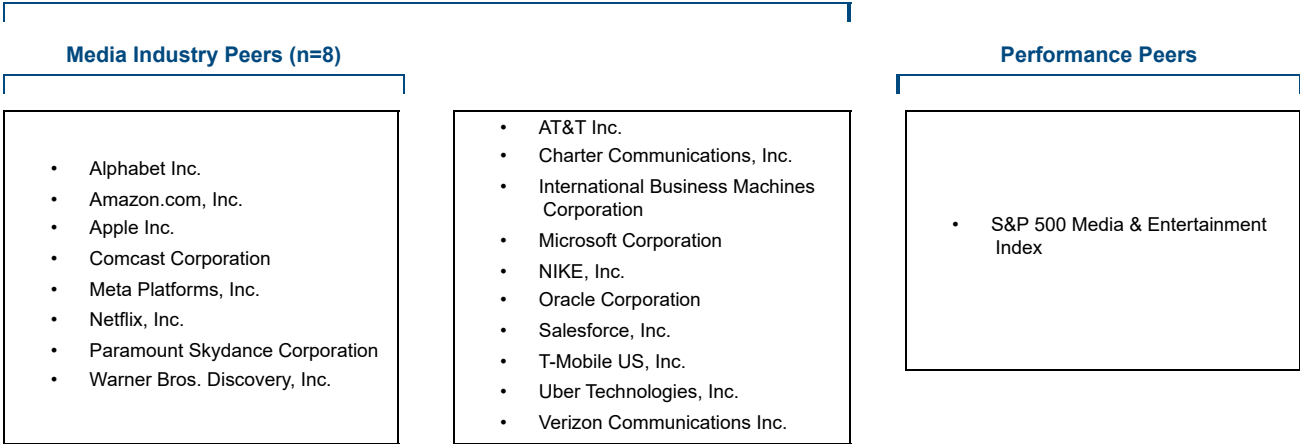 Media Industry Peers (n=8)
Performance Peers
• Alphabet Inc.
• Amazon.com, Inc.
• Apple Inc.
• Comcast Corporation
• Meta Platforms, Inc.
• Netflix, Inc.
• Paramount Skydance Corporation
• Warner Bros. Discovery, Inc.
• AT&T Inc.
• Charter Communications, Inc.
• International Business Machines
Corporation
• Microsoft Corporation
• NIKE, Inc.
• Oracle Corporation
• Salesforce, Inc.
• T-Mobile US, Inc.
• Uber Technologies, Inc.
• Verizon Communications Inc.
• S&P 500 Media & Entertainment
Index